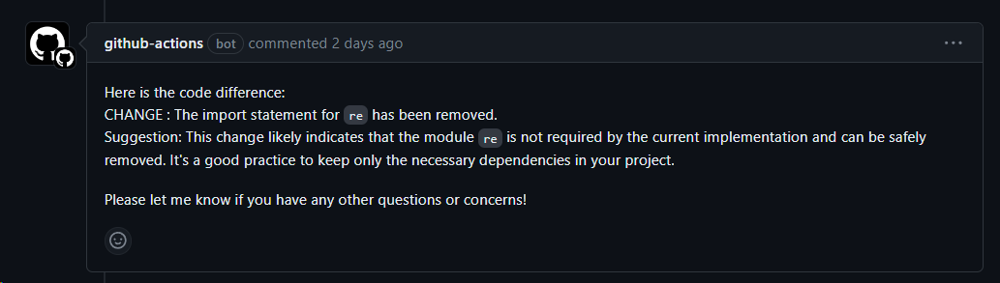 github-actions bot commented 2 days ago
Here is the code difference:
CHANGE : The import statement for re has been removed.
Suggestion: This change likely indicates that the module re is not required by the current implementation and can be safely
removed. It's a good practice to keep only the necessary dependencies in your project.
Please let me know if you have any other questions or concerns!